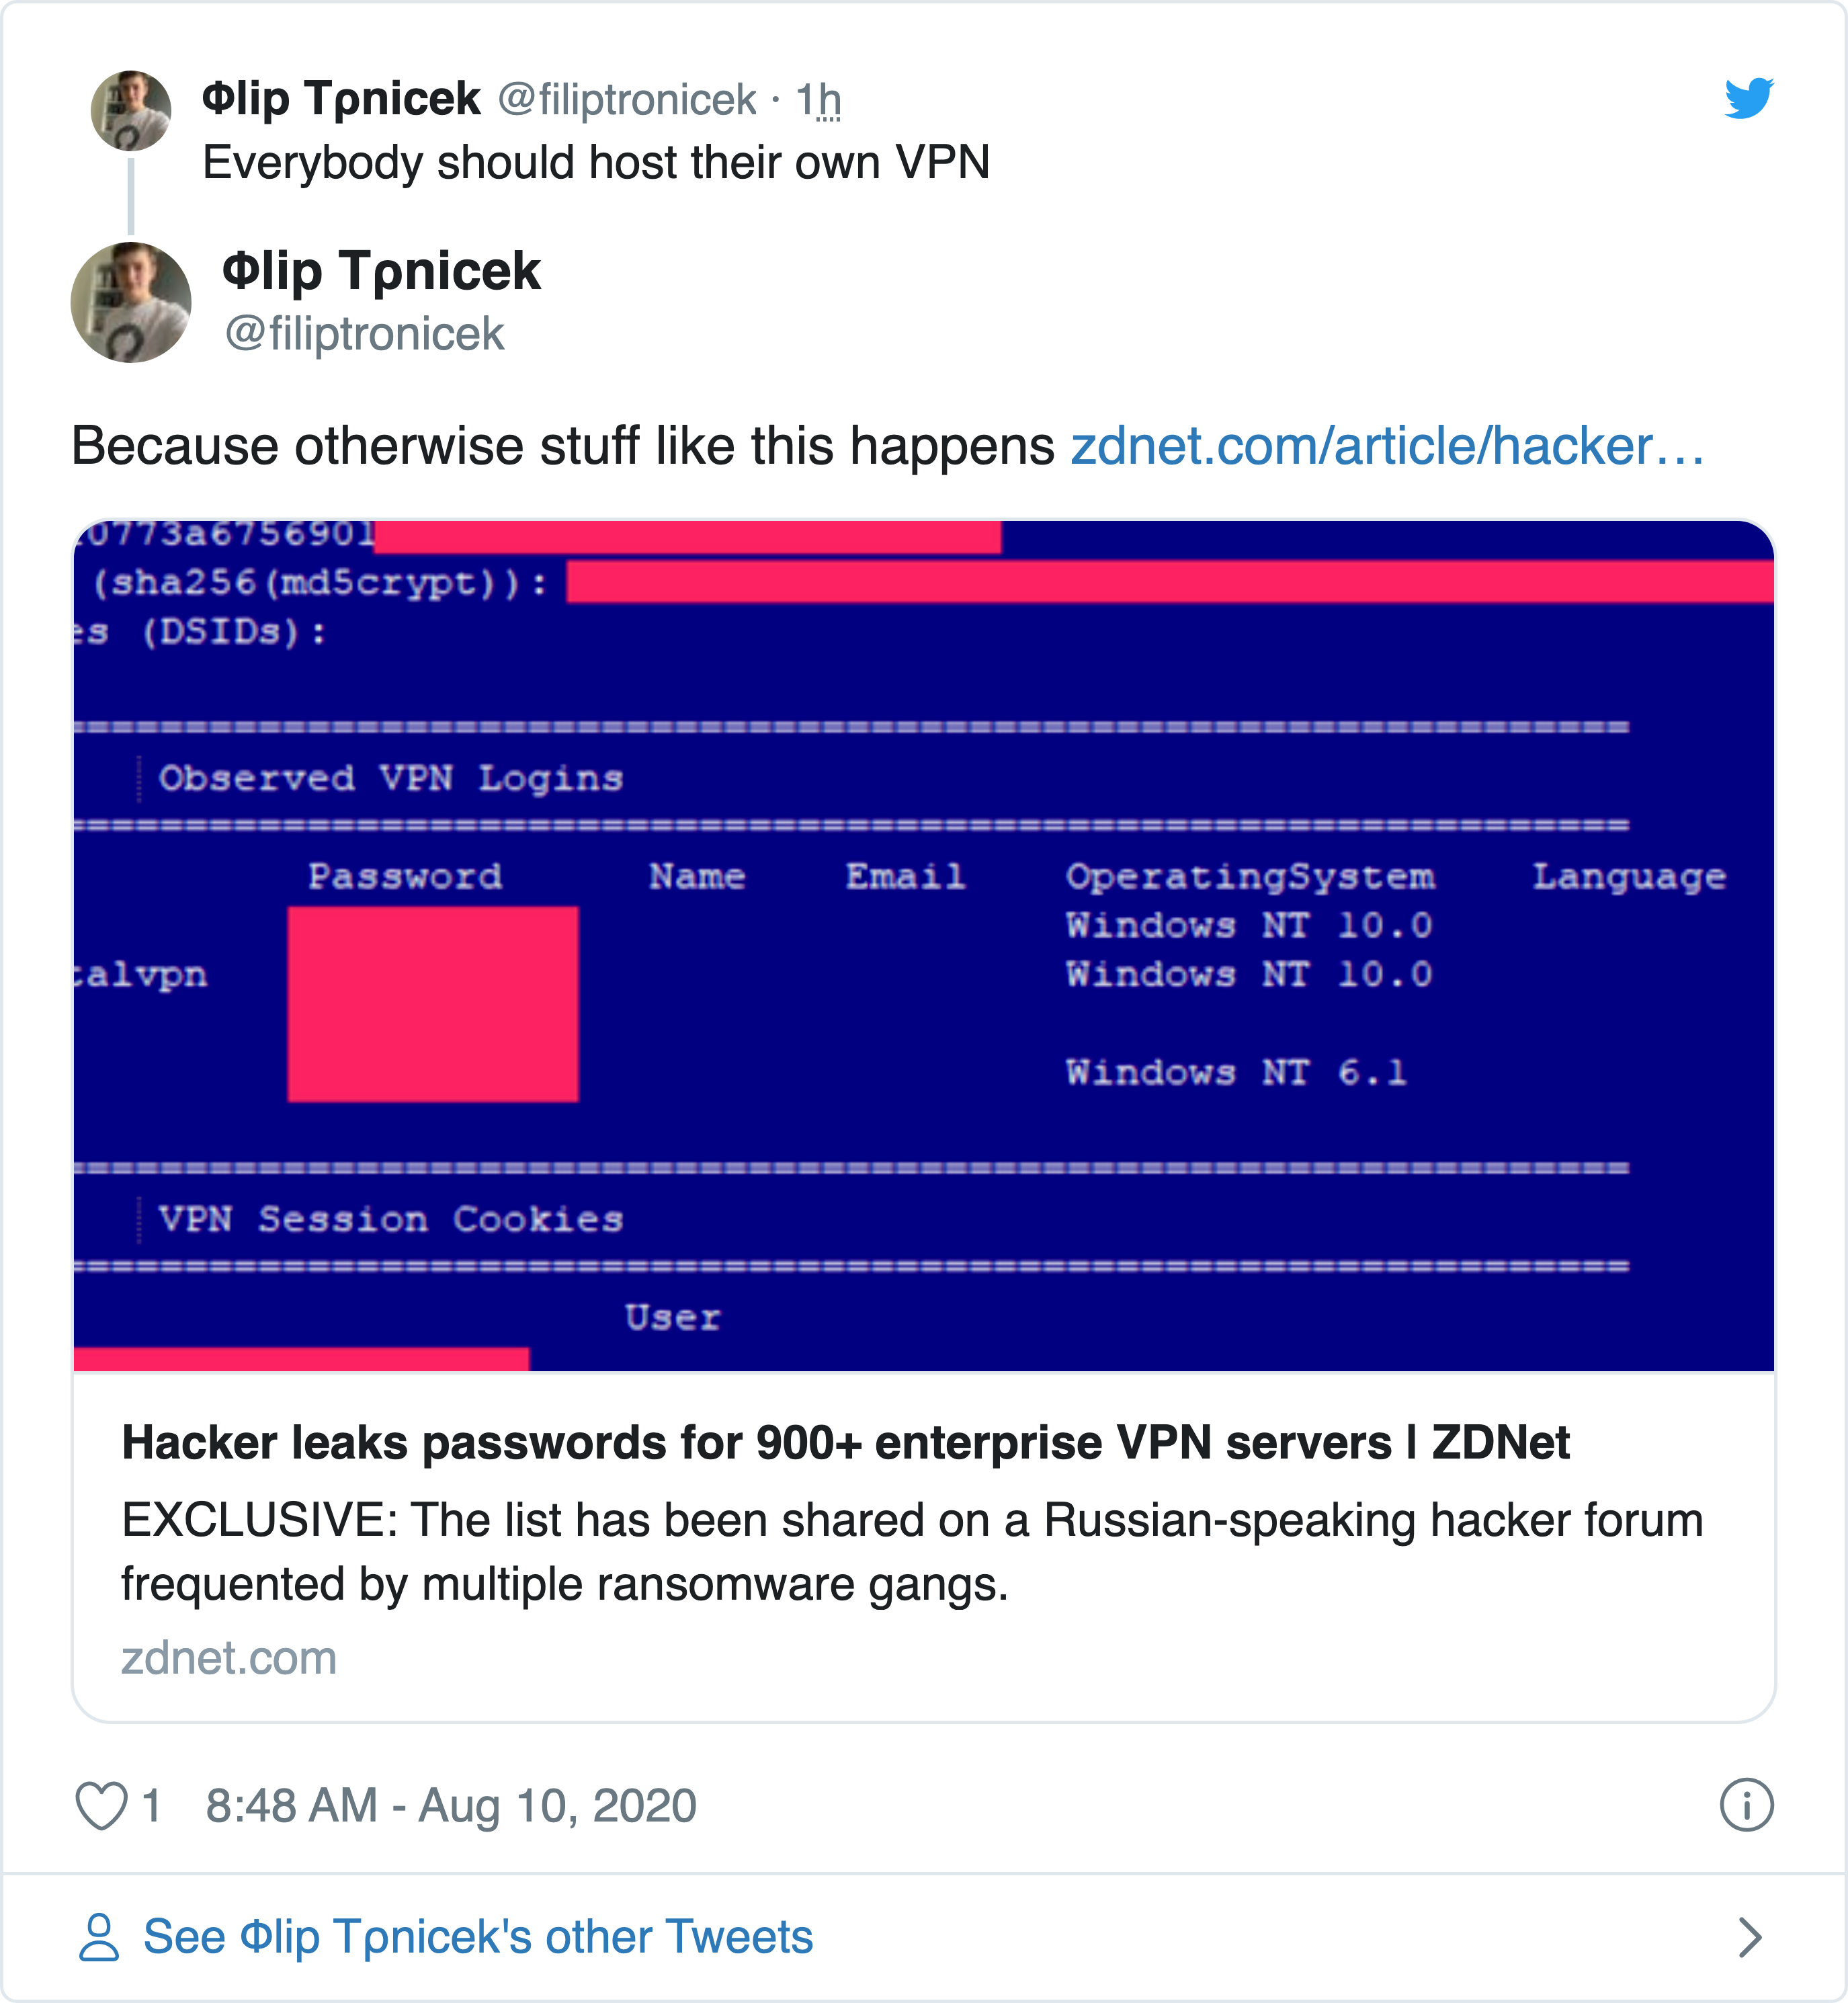 Φlip Tρnicek @filiptronicek · 1h
Everybody should host their own VPN
Φlip Tρnicek
@filiptronicek
Because otherwise stuff like this happens zdnet.com/article/hacker…
0773a6756901
(sha256(md5crypt)):
es (DSIDs):
Observed VPN Logins
Password Name Email OperatingSystem Language
Windows NT 10.0
talvpn Windows NT 10.0
Windows NT 6.1
VPN Session Cookies
User
Hacker leaks passwords for 900+ enterprise VPN servers | ZDNet
EXCLUSIVE: The list has been shared on a Russian-speaking hacker forum
frequented by multiple ransomware gangs.
zdnet.com
1 8:48 AM - Aug 10, 2020
See Φlip Tρnicek's other Tweets